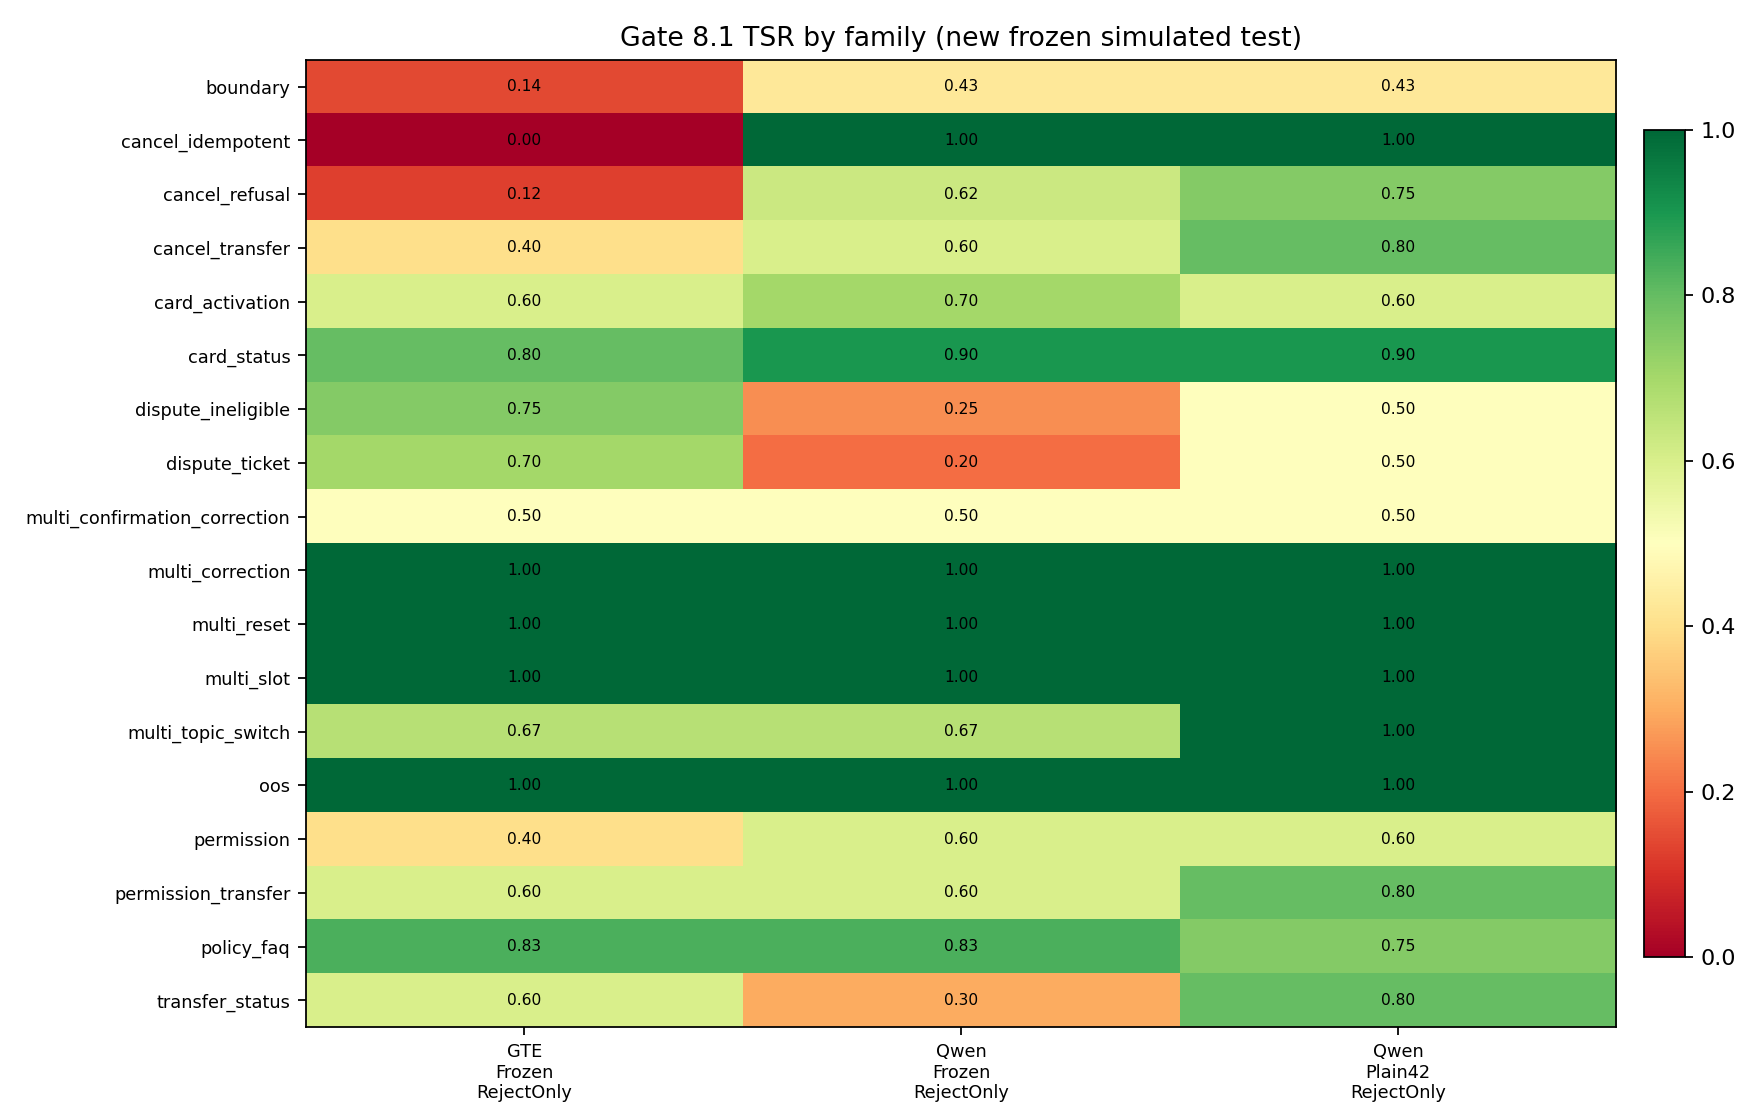 Gate 8.1 TSR by family (new frozen simulated test)
boundary 0.14 0.43 0.43
cancel_idempotent 0.00 1.00 1.00
cancel_refusal 0.12 0.62 0.75
cancel_transfer 0.40 0.60 0.80
card_activation 0.60 0.70 0.60
card_status 0.80 0.90 0.90
dispute_ineligible 0.75 0.25 0.50
dispute_ticket 0.70 0.20 0.50
multi_confirmation_correction 0.50 0.50 0.50
multi_correction 1.00 1.00 1.00
multi_reset 1.00 1.00 1.00
multi_slot 1.00 1.00 1.00
multi_topic_switch 0.67 0.67 1.00
oos 1.00 1.00 1.00
permission 0.40 0.60 0.60
permission_transfer 0.60 0.60 0.80
policy_faq 0.83 0.83 0.75
transfer_status 0.60 0.30 0.80
GTE
Frozen
RejectOnly
Qwen
Frozen
RejectOnly
Qwen
Plain42
RejectOnly
1.0
0.8
0.6
0.4
0.2
0.0